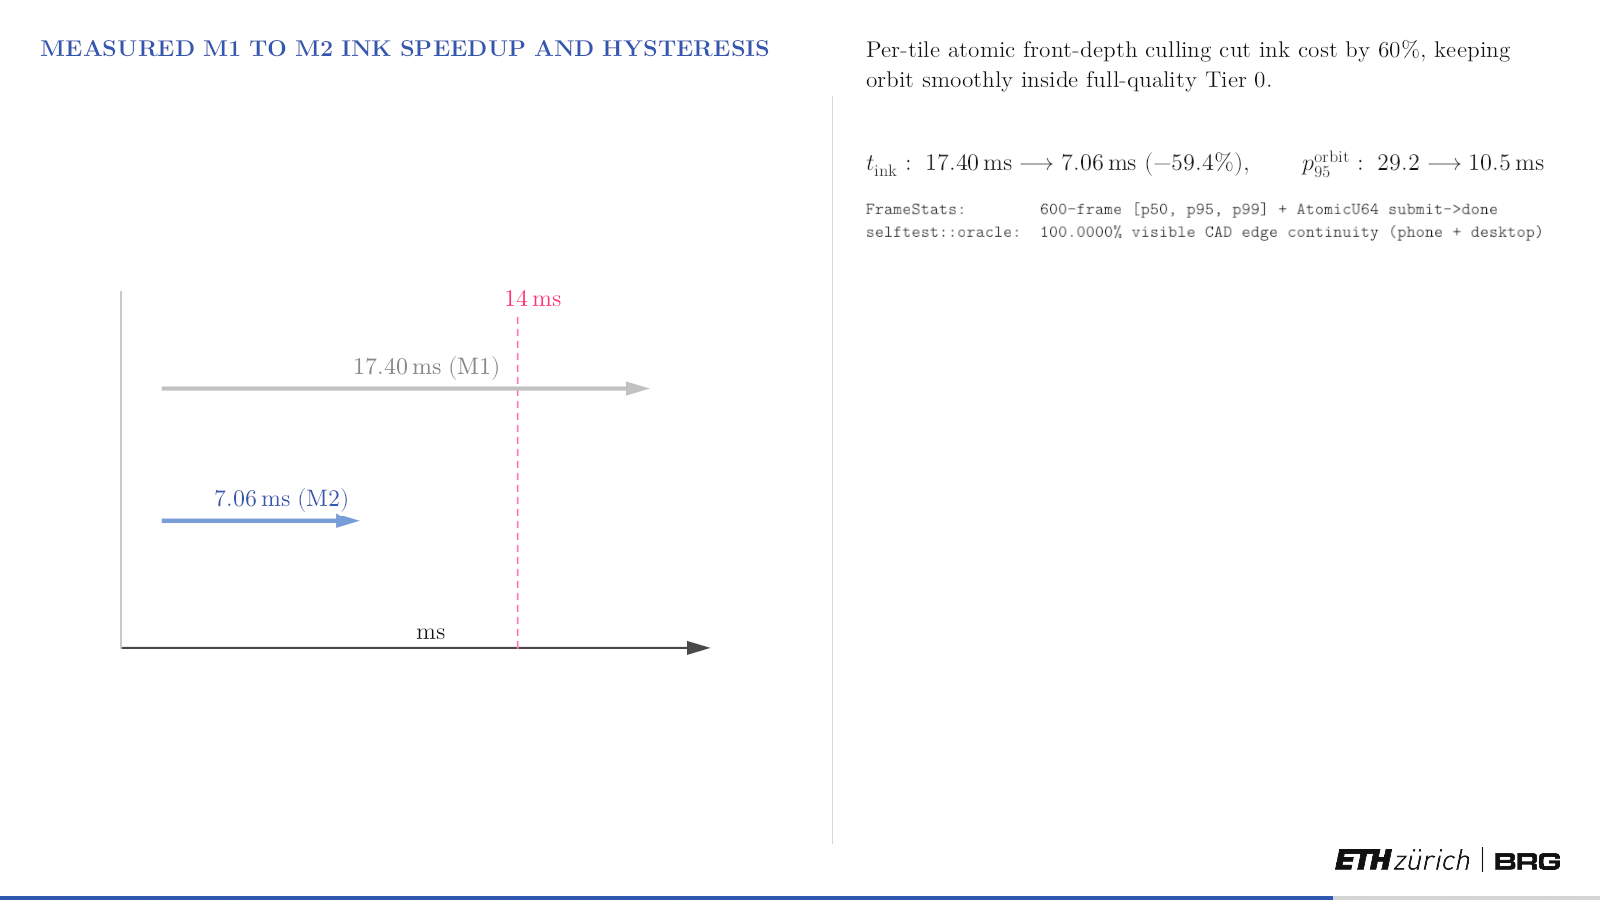 MEASURED M1 TO M2 INK SPEEDUP AND HYSTERESIS
Per-tile atomic front-depth culling cut ink cost by 60%, keeping
orbit smoothly inside full-quality Tier 0.
t_ink : 17.40 ms ⟶ 7.06 ms (−59.4%), p_95^orbit : 29.2 ⟶ 10.5 ms
FrameStats: 600-frame [p50, p95, p99] + AtomicU64 submit->done
selftest::oracle: 100.0000% visible CAD edge continuity (phone + desktop)
14 ms
17.40 ms (M1)
7.06 ms (M2)
ms
ETH zürich | BRG